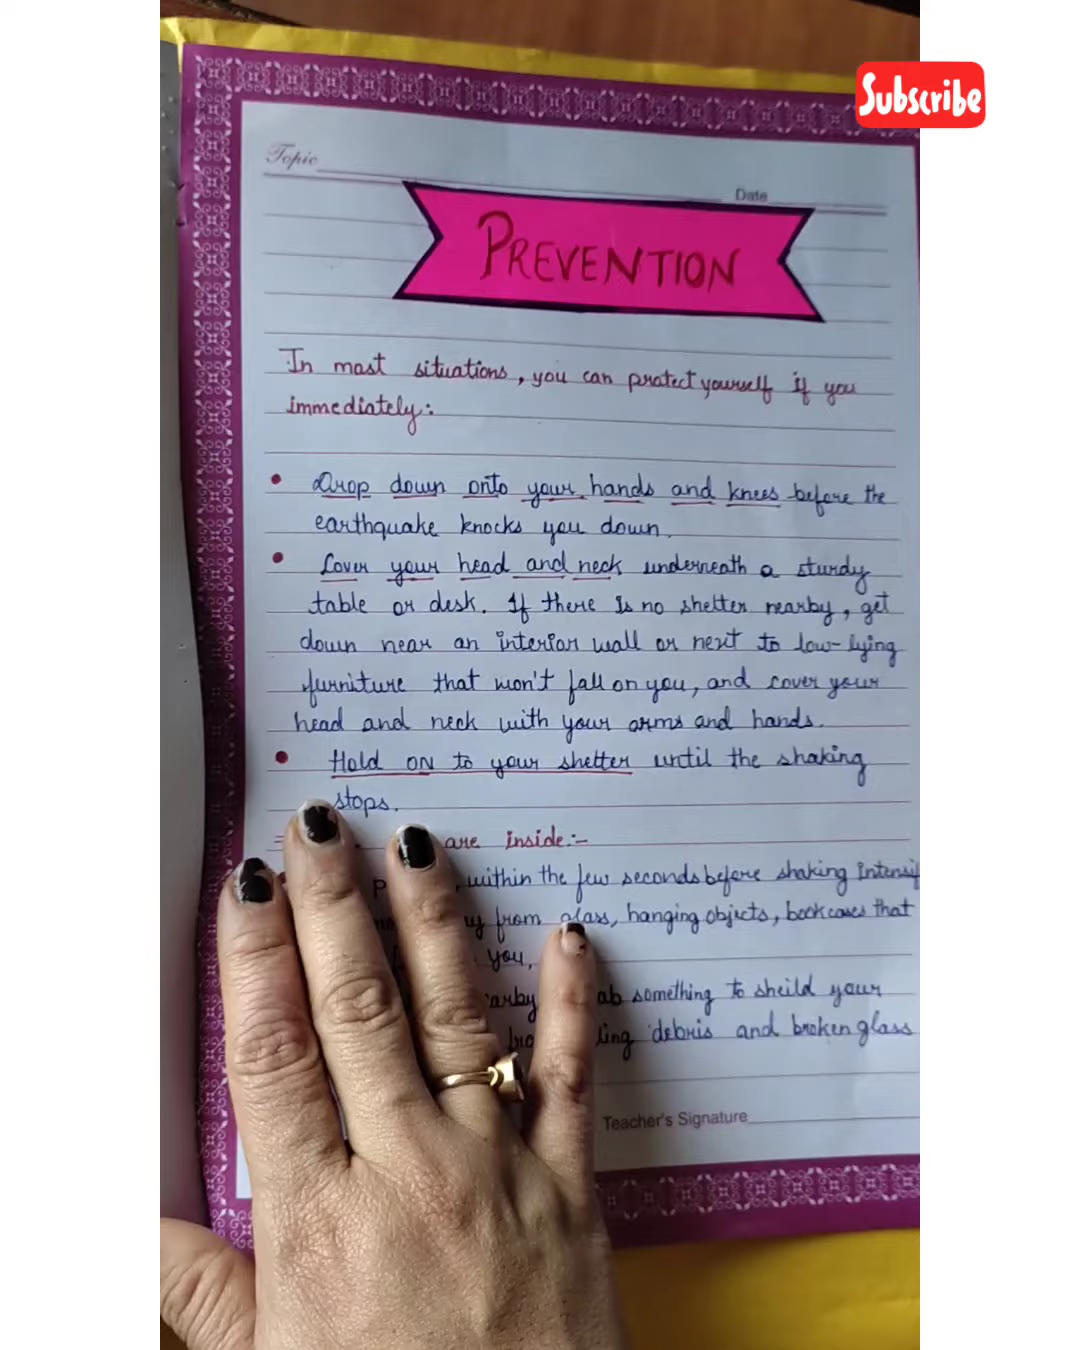 Subscribe
Topic
Date
PREVENTION
In most situations, you can protect yourself if you
immediately:
Drop down onto your hands and knees before the
earthquake knocks you down.
Cover your head and neck underneath a sturdy
table or desk. If there is no shelter nearby, get
down near an interior wall or next to low-lying
furniture that won't fall on you, and cover your
head and neck with your arms and hands.
Hold on to your shelter until the shaking
stops.
are inside:-
within the few seconds before shaking
from glass, hanging objects, bookcases that
you,
something to sheild your
debris and broken glass
Teacher's Signature